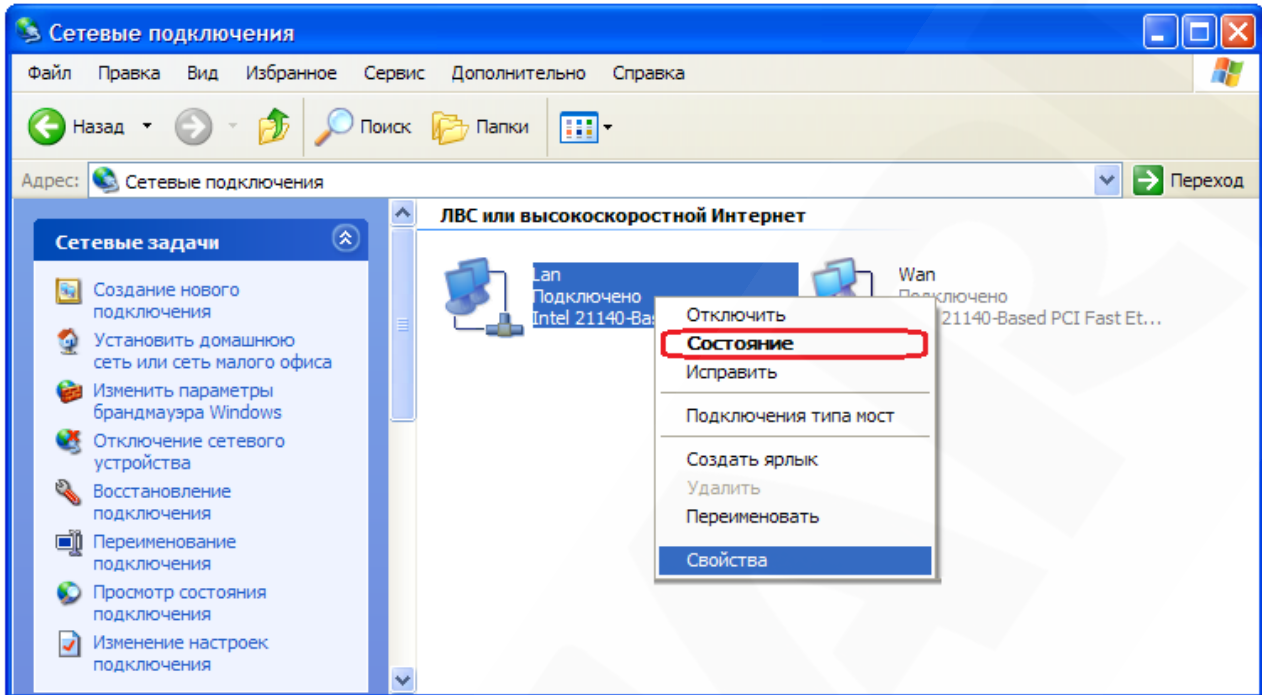 Сетевые подключения
Файл Правка Вид Избранное Сервис Дополнительно Справка
Назад Поиск Папки
Адрес: Сетевые подключения Переход
Сетевые задачи
Создание нового
подключения
Установить домашнюю
сеть или сеть малого офиса
Изменить параметры
брандмауэра Windows
Отключение сетевого
устройства
Восстановление
подключения
Переименование
подключения
Просмотр состояния
подключения
Изменение настроек
подключения
ЛВС или высокоскоростной Интернет
Lan
Подключено
Intel 21140-Ba
Wan
21140-Based PCI Fast Et...
Отключить
Состояние
Исправить
Подключения типа мост
Создать ярлык
Удалить
Переименовать
Свойства